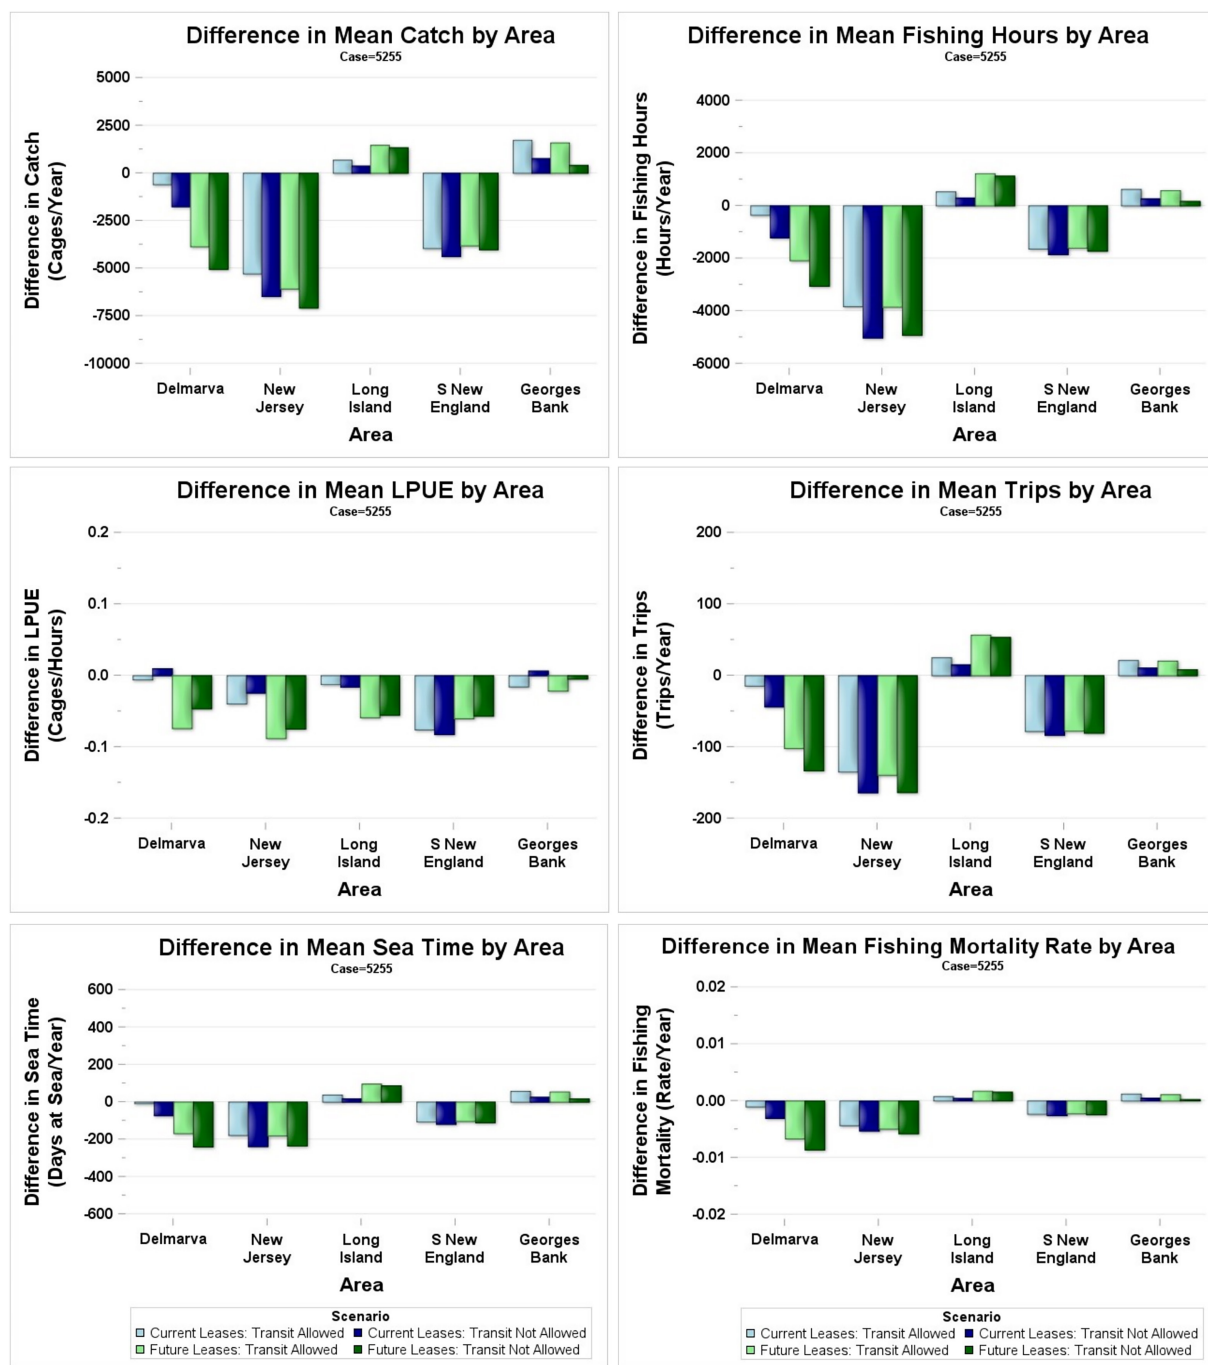 Difference in Mean Catch by Area
Case=5255
Difference in Catch
(Cages/Year)
5000
2500
0
-2500
-5000
-7500
-10000
Delmarva
New
Jersey
Long
Island
S New
England
Georges
Bank
Area
Difference in Mean Fishing Hours by Area
Case=5255
Difference in Fishing Hours
(Hours/Year)
4000
2000
0
-2000
-4000
-6000
Delmarva
New
Jersey
Long
Island
S New
England
Georges
Bank
Area
Difference in Mean LPUE by Area
Case=5255
Difference in LPUE
(Cages/Hours)
0.2
0.1
0.0
-0.1
-0.2
Delmarva
New
Jersey
Long
Island
S New
England
Georges
Bank
Area
Difference in Mean Trips by Area
Case=5255
Difference in Trips
(Trips/Year)
200
100
0
-100
-200
Delmarva
New
Jersey
Long
Island
S New
England
Georges
Bank
Area
Difference in Mean Sea Time by Area
Case=5255
Difference in Sea Time
(Days at Sea/Year)
600
400
200
0
-200
-400
-600
Delmarva
New
Jersey
Long
Island
S New
England
Georges
Bank
Area
Scenario
Current Leases: Transit Allowed Current Leases: Transit Not Allowed
Future Leases: Transit Allowed Future Leases: Transit Not Allowed
Difference in Mean Fishing Mortality Rate by Area
Case=5255
Difference in Fishing
Mortality (Rate/Year)
0.02
0.01
0.00
-0.01
-0.02
Delmarva
New
Jersey
Long
Island
S New
England
Georges
Bank
Area
Scenario
Current Leases: Transit Allowed Current Leases: Transit Not Allowed
Future Leases: Transit Allowed Future Leases: Transit Not Allowed